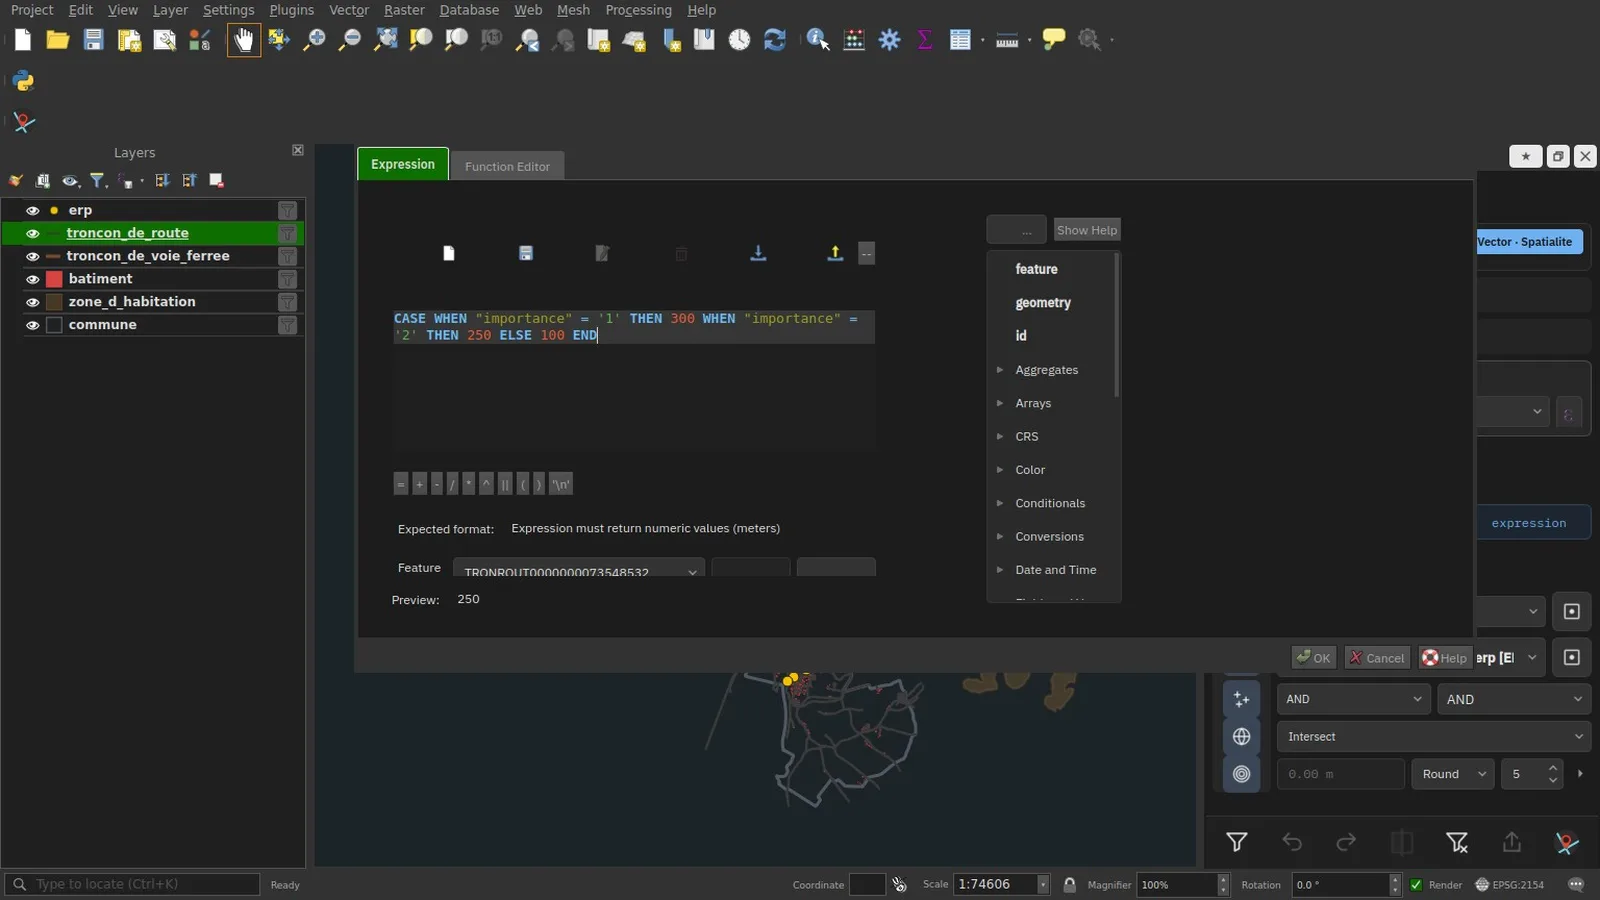 Project Edit View Layer Settings Plugins Vector Raster Database Web Mesh Processing Help
Layers
erp
troncon_de_route
troncon_de_voie_ferree
batiment
zone_d_habitation
commune
Expression Function Editor
... Show Help
--
CASE WHEN "importance" = '1' THEN 300 WHEN "importance" =
'2' THEN 250 ELSE 100 END
= + - / * ^ || ( ) '\n'
Expected format: Expression must return numeric values (meters)
Feature TRONROUT0000000073548532
Preview: 250
feature
geometry
id
Aggregates
Arrays
CRS
Color
Conditionals
Conversions
Date and Time
OK Cancel Help
Vector · Spatialite
ε
expression
erp
AND AND
Intersect
0.00 m Round 5
Type to locate (Ctrl+K) Ready Coordinate Scale 1:74606 Magnifier 100% Rotation 0.0 ° Render EPSG:2154